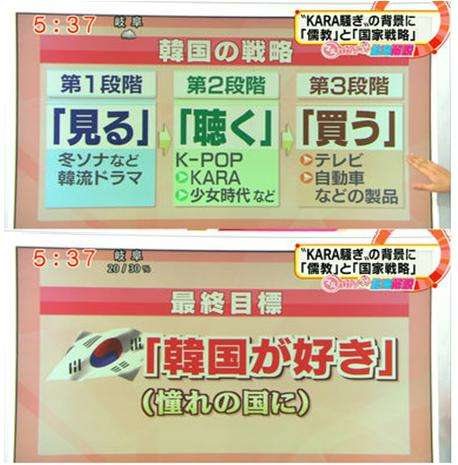 5:37
岐阜
"KARA騒ぎ"の背景に
「儒教」と「国家戦略」
韓国の戦略
第1段階
第2段階
第3段階
「見る」
「聴く」
「買う」
冬ソナなど
韓流ドラマ
K-POP
KARA
少女時代 など
テレビ
自動車
などの製品
5:37
岐阜
20/30%
"KARA騒ぎ"の背景に
「儒教」と「国家戦略」
最終目標
「韓国が好き」
(憧れの国に)